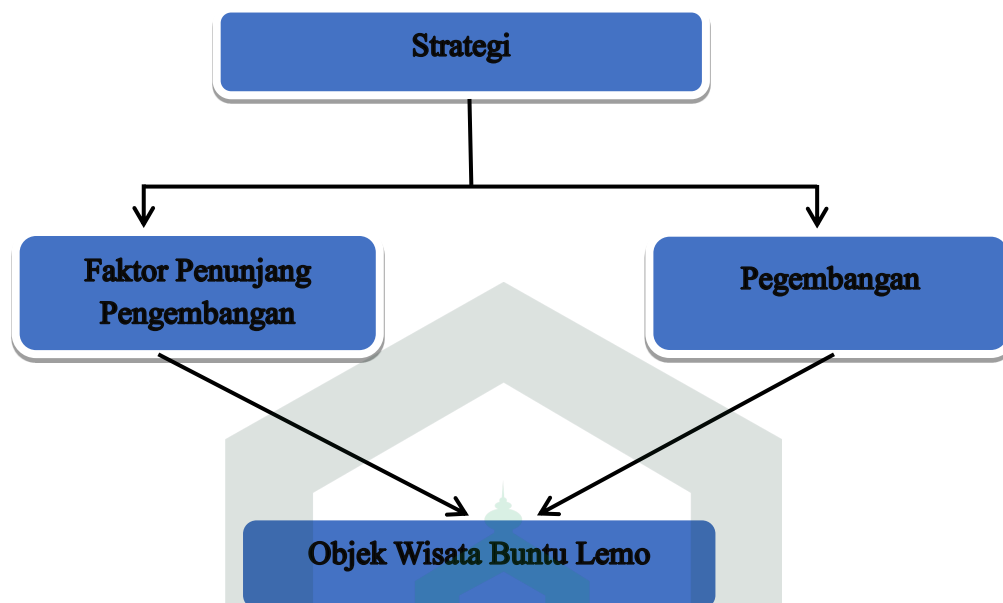 Strategi
Faktor Penunjang
Pengembangan
Pegembangan
Objek Wisata Buntu Lemo